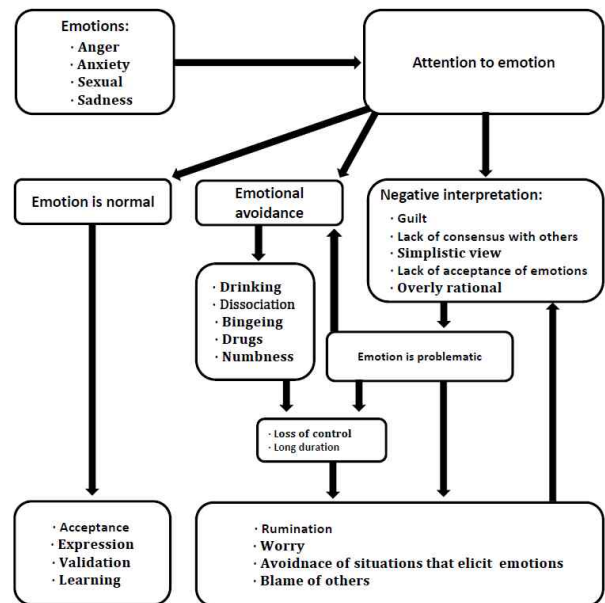 Emotions:
· Anger
· Anxiety
· Sexual
· Sadness
Attention to emotion
Emotion is normal
Emotional
avoidance
Negative interpretation:
· Guilt
· Lack of consensus with others
· Simplistic view
· Lack of acceptance of emotions
· Overly rational
· Drinking
· Dissociation
· Bingeing
· Drugs
· Numbness
Emotion is problematic
· Loss of control
· Long duration
· Acceptance
· Expression
· Validation
· Learning
· Rumination
· Worry
· Avoidnace of situations that elicit emotions
· Blame of others